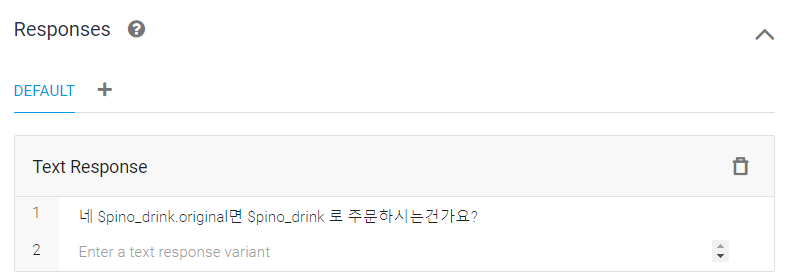 Responses
DEFAULT
Text Response
1 네 $pino_drink.original면 $pino_drink 로 주문하시는건가요?
2 Enter a text response variant